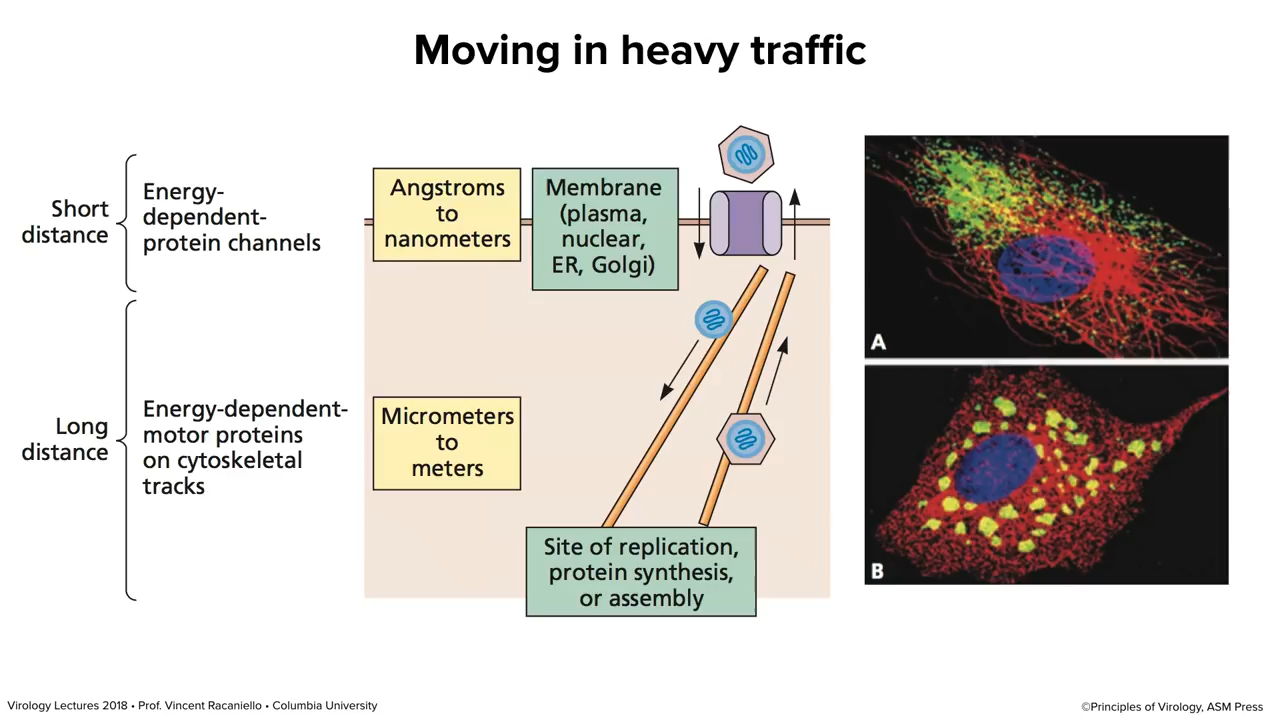 Moving in heavy traffic
Short
distance
Energy-
dependent-
protein channels
Angstroms
to
nanometers
Membrane
(plasma,
nuclear,
ER, Golgi)
Long
distance
Energy-dependent-
motor proteins
on cytoskeletal
tracks
Micrometers
to
meters
Site of replication,
protein synthesis,
or assembly
A
B
Virology Lectures 2018 • Prof. Vincent Racaniello • Columbia University
©Principles of Virology, ASM Press